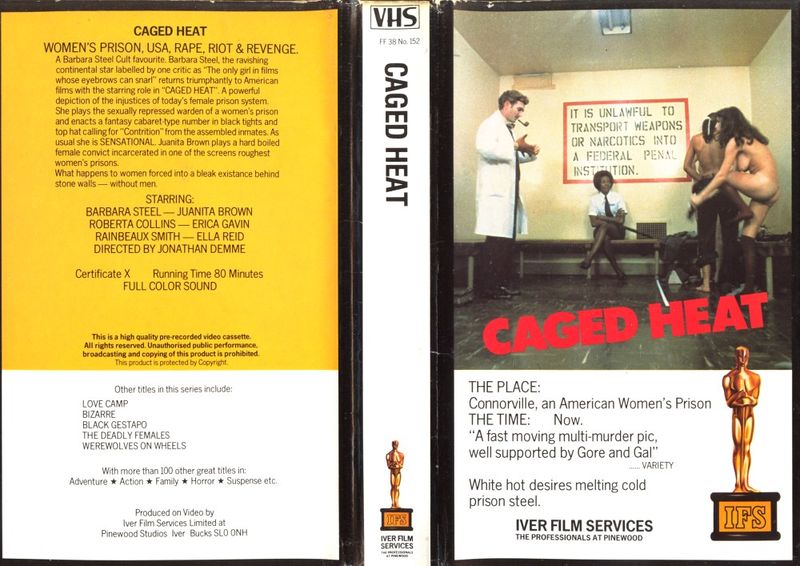 CAGED HEAT
WOMEN'S PRISON, USA, RAPE, RIOT & REVENGE.
A Barbara Steel Cult favourite. Barbara Steel, the ravishing
continental star labelled by one critic as "The only girl in films
whose eyebrows can snarl" returns triumphantly to American
films with the starring role in "CAGED HEAT". A powerful
depiction of the injustices of today's female prison system.
She plays the sexually repressed warden of a women's prison
and enacts a fantasy cabaret-type number in black tights and
top hat calling for "Contrition" from the assembled inmates. As
usual she is SENSATIONAL. Juanita Brown plays a hard boiled
female convict incarcerated in one of the screens roughest
women's prisons.
What happens to women forced into a bleak existance behind
stone walls — without men.
STARRING:
BARBARA STEEL — JUANITA BROWN
ROBERTA COLLINS — ERICA GAVIN
RAINBEAUX SMITH — ELLA REID
DIRECTED BY JONATHAN DEMME
Certificate X Running Time 80 Minutes
FULL COLOR SOUND
This is a high quality pre-recorded video cassette.
All rights reserved. Unauthorised public performance,
broadcasting and copying of this product is prohibited.
This product is protected by Copyright.
Other titles in this series include:
LOVE CAMP
BIZARRE
BLACK GESTAPO
THE DEADLY FEMALES
WEREWOLVES ON WHEELS
With more than 100 other great titles in:
Adventure ★ Action ★ Family ★ Horror ★ Suspense etc.
Produced on Video by
Iver Film Services Limited at
Pinewood Studios Iver Bucks SL0 0NH
VHS
FF 38 No. 152
CAGED HEAT
IFS
IVER FILM
SERVICES
THE PROFESSIONALS
AT PINEWOOD
IT IS UNLAWFUL TO
TRANSPORT WEAPONS
OR NARCOTICS INTO
A FEDERAL PENAL
INSTITUTION.
CAGED HEAT
THE PLACE:
Connorville, an American Women's Prison
THE TIME: Now.
"A fast moving multi-murder pic,
well supported by Gore and Gal"
..... VARIETY
White hot desires melting cold
prison steel.
IFS
IVER FILM SERVICES
THE PROFESSIONALS AT PINEWOOD